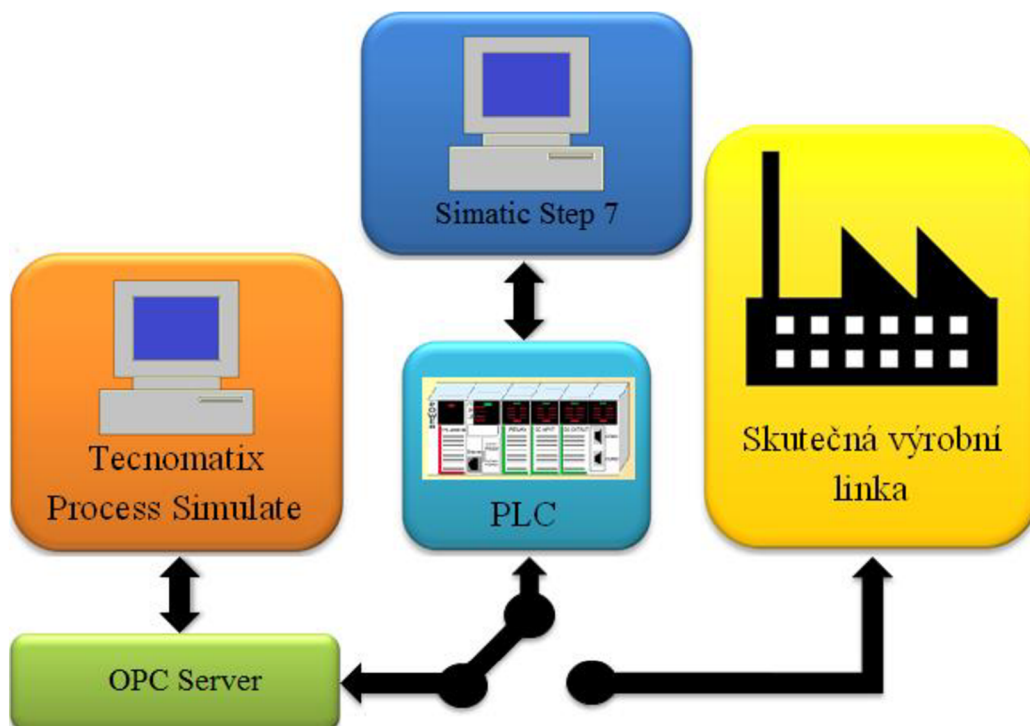 Simatic Step 7
Tecnomatix
Process Simulate
PLC
Skutečná výrobní
linka
OPC Server